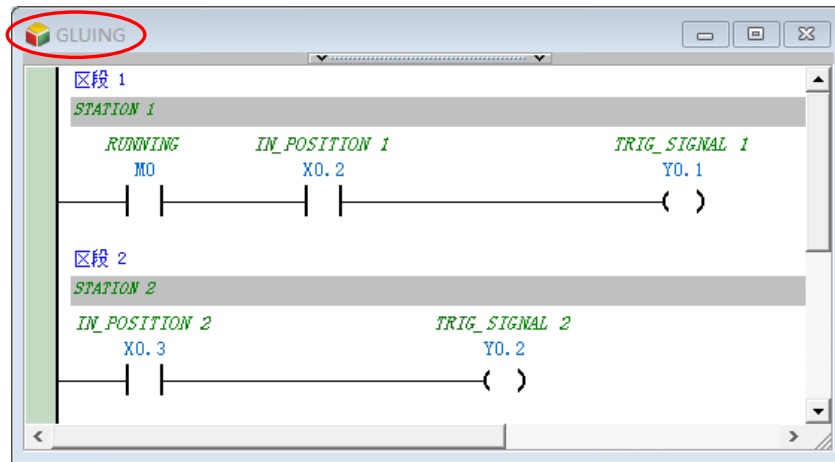 GLUING
区段 1
STATION 1
RUNNING IN_POSITION 1 TRIG_SIGNAL 1
M0 X0.2 Y0.1
区段 2
STATION 2
IN_POSITION 2 TRIG_SIGNAL 2
X0.3 Y0.2